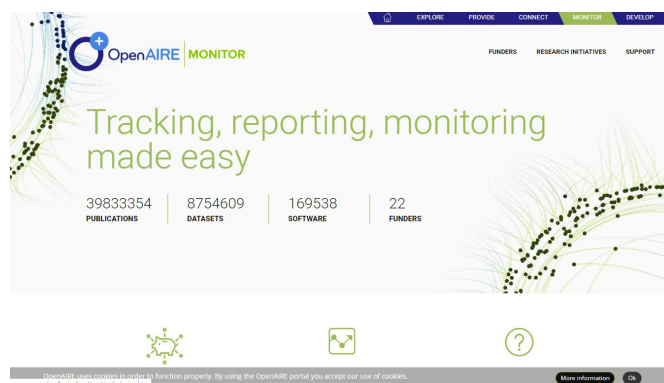 EXPLORE PROVIDE CONNECT MONITOR DEVELOP
OpenAIRE MONITOR
FUNDERS RESEARCH INITIATIVES SUPPORT
Tracking, reporting, monitoring
made easy
39833354 8754609 169538 22
PUBLICATIONS DATASETS SOFTWARE FUNDERS
?
OpenAIRE uses cookies in order to function properly. By using the OpenAIRE portal you accept our use of cookies.
More information Ok